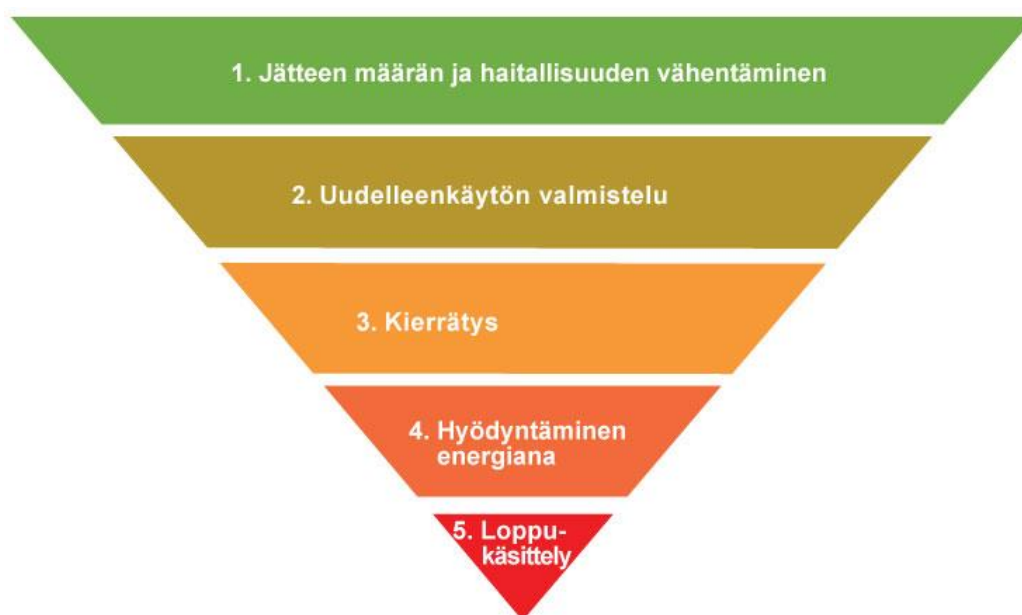 1. Jätteen määrän ja haitallisuuden vähentäminen
2. Uudelleenkäytön valmistelu
3. Kierrätys
4. Hyödyntäminen
energiana
5. Loppu-
käsittely